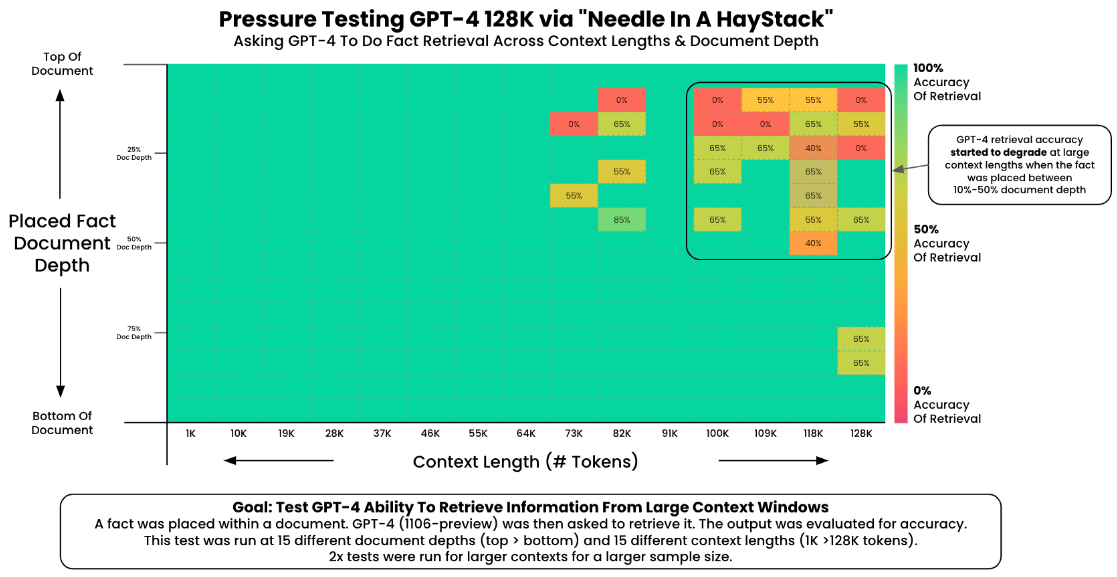 Pressure Testing GPT-4 128K via "Needle In A HayStack"
Asking GPT-4 To Do Fact Retrieval Across Context Lengths & Document Depth
Top Of
Document
25%
Doc Depth
Placed Fact
Document
Depth
50%
Doc Depth
75%
Doc Depth
Bottom Of
Document
0% 0% 55% 55% 0%
0% 65% 0% 0% 65% 55%
65% 65% 40% 0%
55% 65% 65%
55% 65%
85% 65% 55% 65%
40%
65%
65%
100%
Accuracy
Of Retrieval
50%
Accuracy
Of Retrieval
0%
Accuracy
Of Retrieval
GPT-4 retrieval accuracy
started to degrade at large
context lengths when the fact
was placed between
10%-50% document depth
1K 10K 19K 28K 37K 46K 55K 64K 73K 82K 91K 100K 109K 118K 128K
Context Length (# Tokens)
Goal: Test GPT-4 Ability To Retrieve Information From Large Context Windows
A fact was placed within a document. GPT-4 (1106-preview) was then asked to retrieve it. The output was evaluated for accuracy.
This test was run at 15 different document depths (top > bottom) and 15 different context lengths (1K >128K tokens).
2x tests were run for larger contexts for a larger sample size.